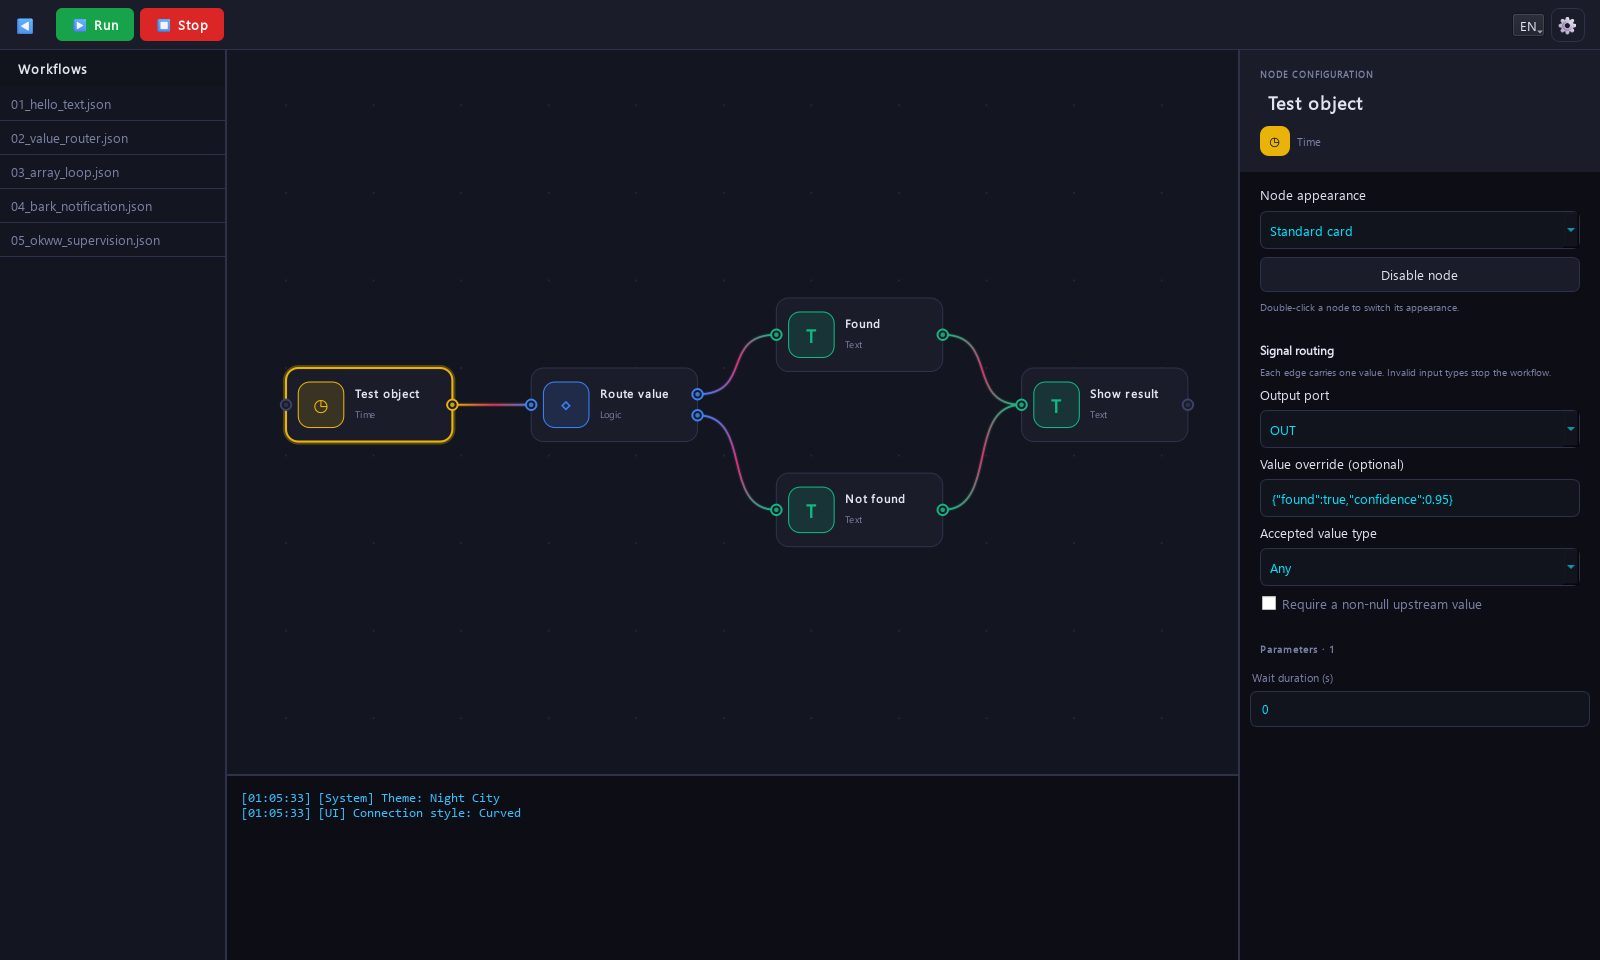 Run
Stop
EN
Workflows
01_hello_text.json
02_value_router.json
03_array_loop.json
04_bark_notification.json
05_okww_supervision.json
Test object
Time
Route value
Logic
T
Found
Text
T
Not found
Text
T
Show result
Text
[01:05:33] [System] Theme: Night City
[01:05:33] [UI] Connection style: Curved
NODE CONFIGURATION
Test object
Time
Node appearance
Standard card
Disable node
Double-click a node to switch its appearance.
Signal routing
Each edge carries one value. Invalid input types stop the workflow.
Output port
OUT
Value override (optional)
{"found":true,"confidence":0.95}
Accepted value type
Any
Require a non-null upstream value
Parameters · 1
Wait duration (s)
0